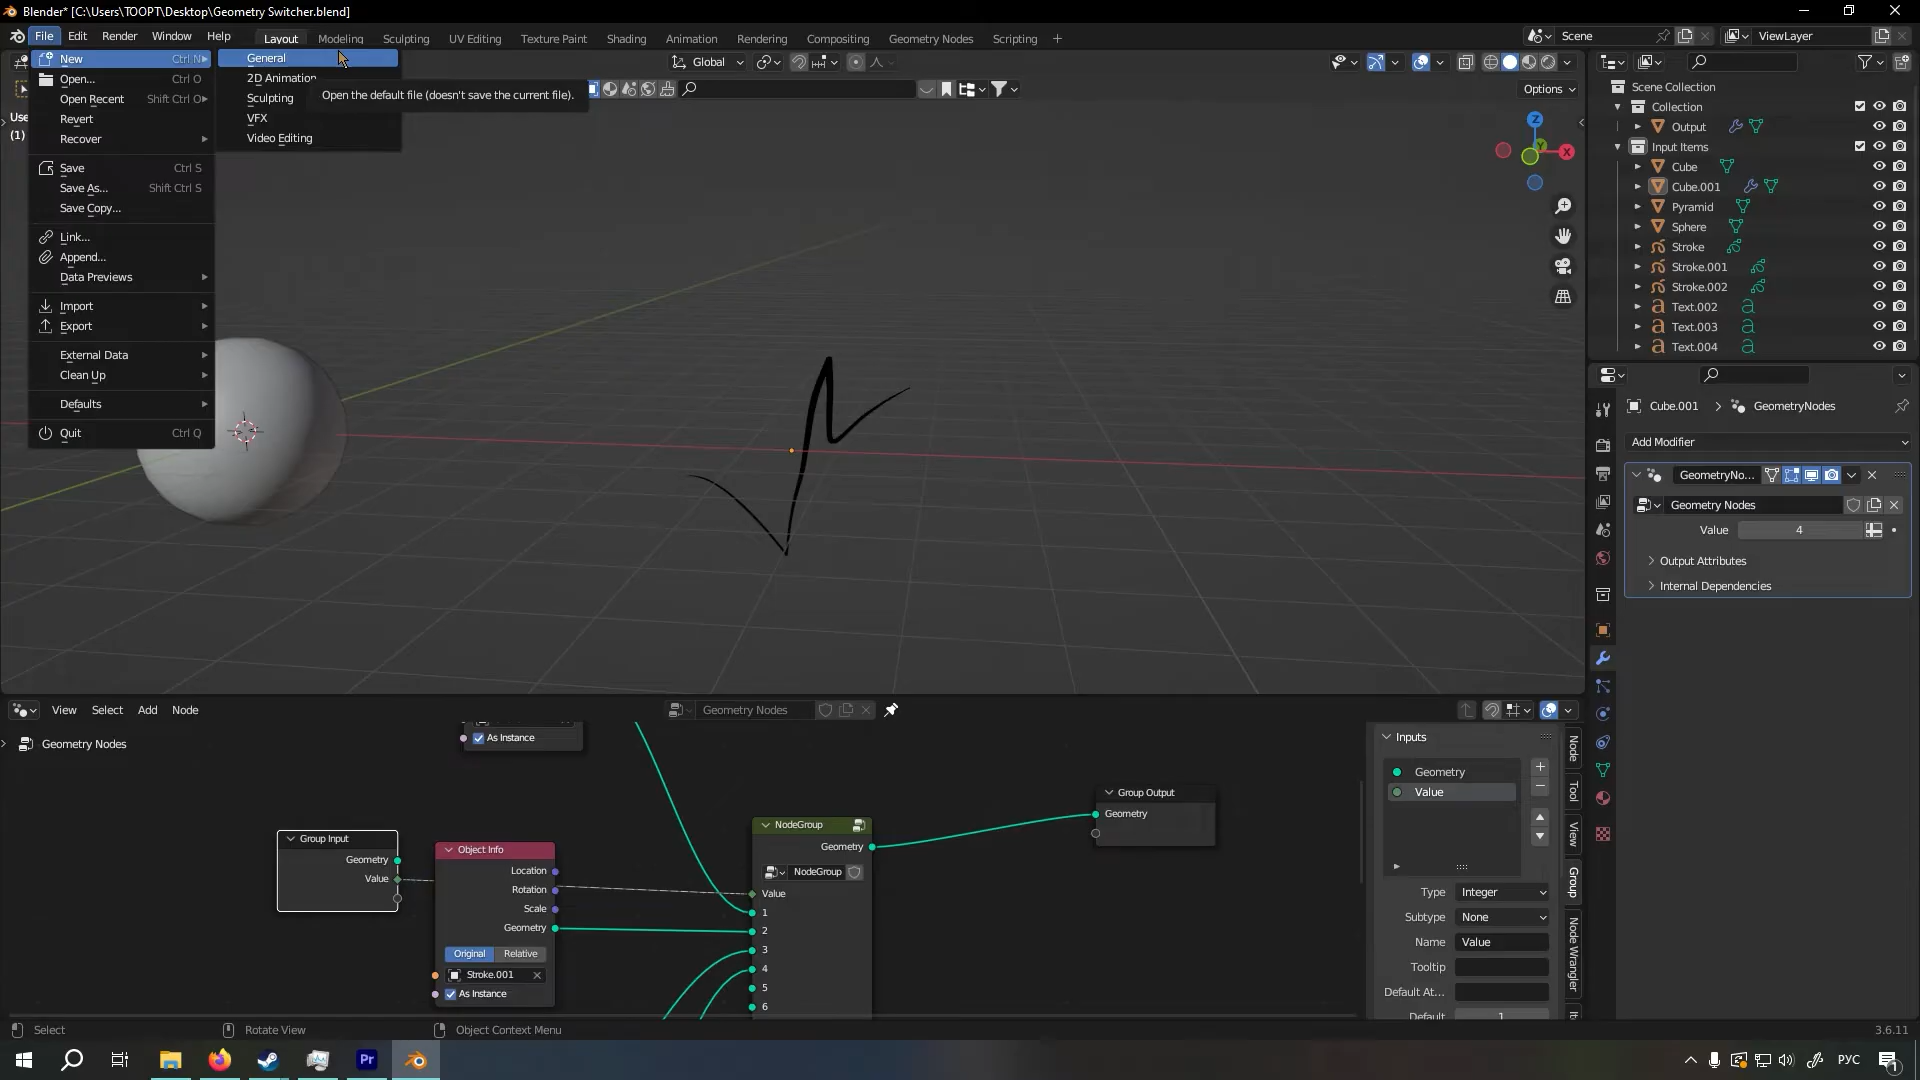 Blender* [C:\Users\TOOPT\Desktop\Geometry Switcher.blend]
File Edit Render Window Help Layout Modeling Sculpting UV Editing Texture Paint Shading Animation Rendering Compositing Geometry Nodes Scripting + Scene ViewLayer
New Ctrl N
Open... Ctrl O
Open Recent Shift Ctrl O
Revert
Recover
Save Ctrl S
Save As... Shift Ctrl S
Save Copy...
Link...
Append...
Data Previews
Import
Export
External Data
Clean Up
Defaults
Quit Ctrl Q
General
2D Animation
Sculpting
VFX
Video Editing
Open the default file (doesn't save the current file).
Global
Options
Use
(1)
Z
Y
X
Scene Collection
Collection
Output
Input Items
Cube
Cube.001
Pyramid
Sphere
Stroke
Stroke.001
Stroke.002
Text.002
Text.003
Text.004
Cube.001 > GeometryNodes
Add Modifier
GeometryNo...
Geometry Nodes
Value 4
Output Attributes
Internal Dependencies
View Select Add Node Geometry Nodes
Geometry Nodes
As Instance
Group Input
Geometry
Value
Object Info
Location
Rotation
Scale
Geometry
Original Relative
Stroke.001
As Instance
NodeGroup
Geometry
NodeGroup
Value
1
2
3
4
5
6
Group Output
Geometry
Inputs
Geometry
Value
Type Integer
Subtype None
Name Value
Tooltip
Default At...
Default 1
Node
Tool
View
Group
Node Wrangler
Select Rotate View Object Context Menu 3.6.11
Pr
РУС
1